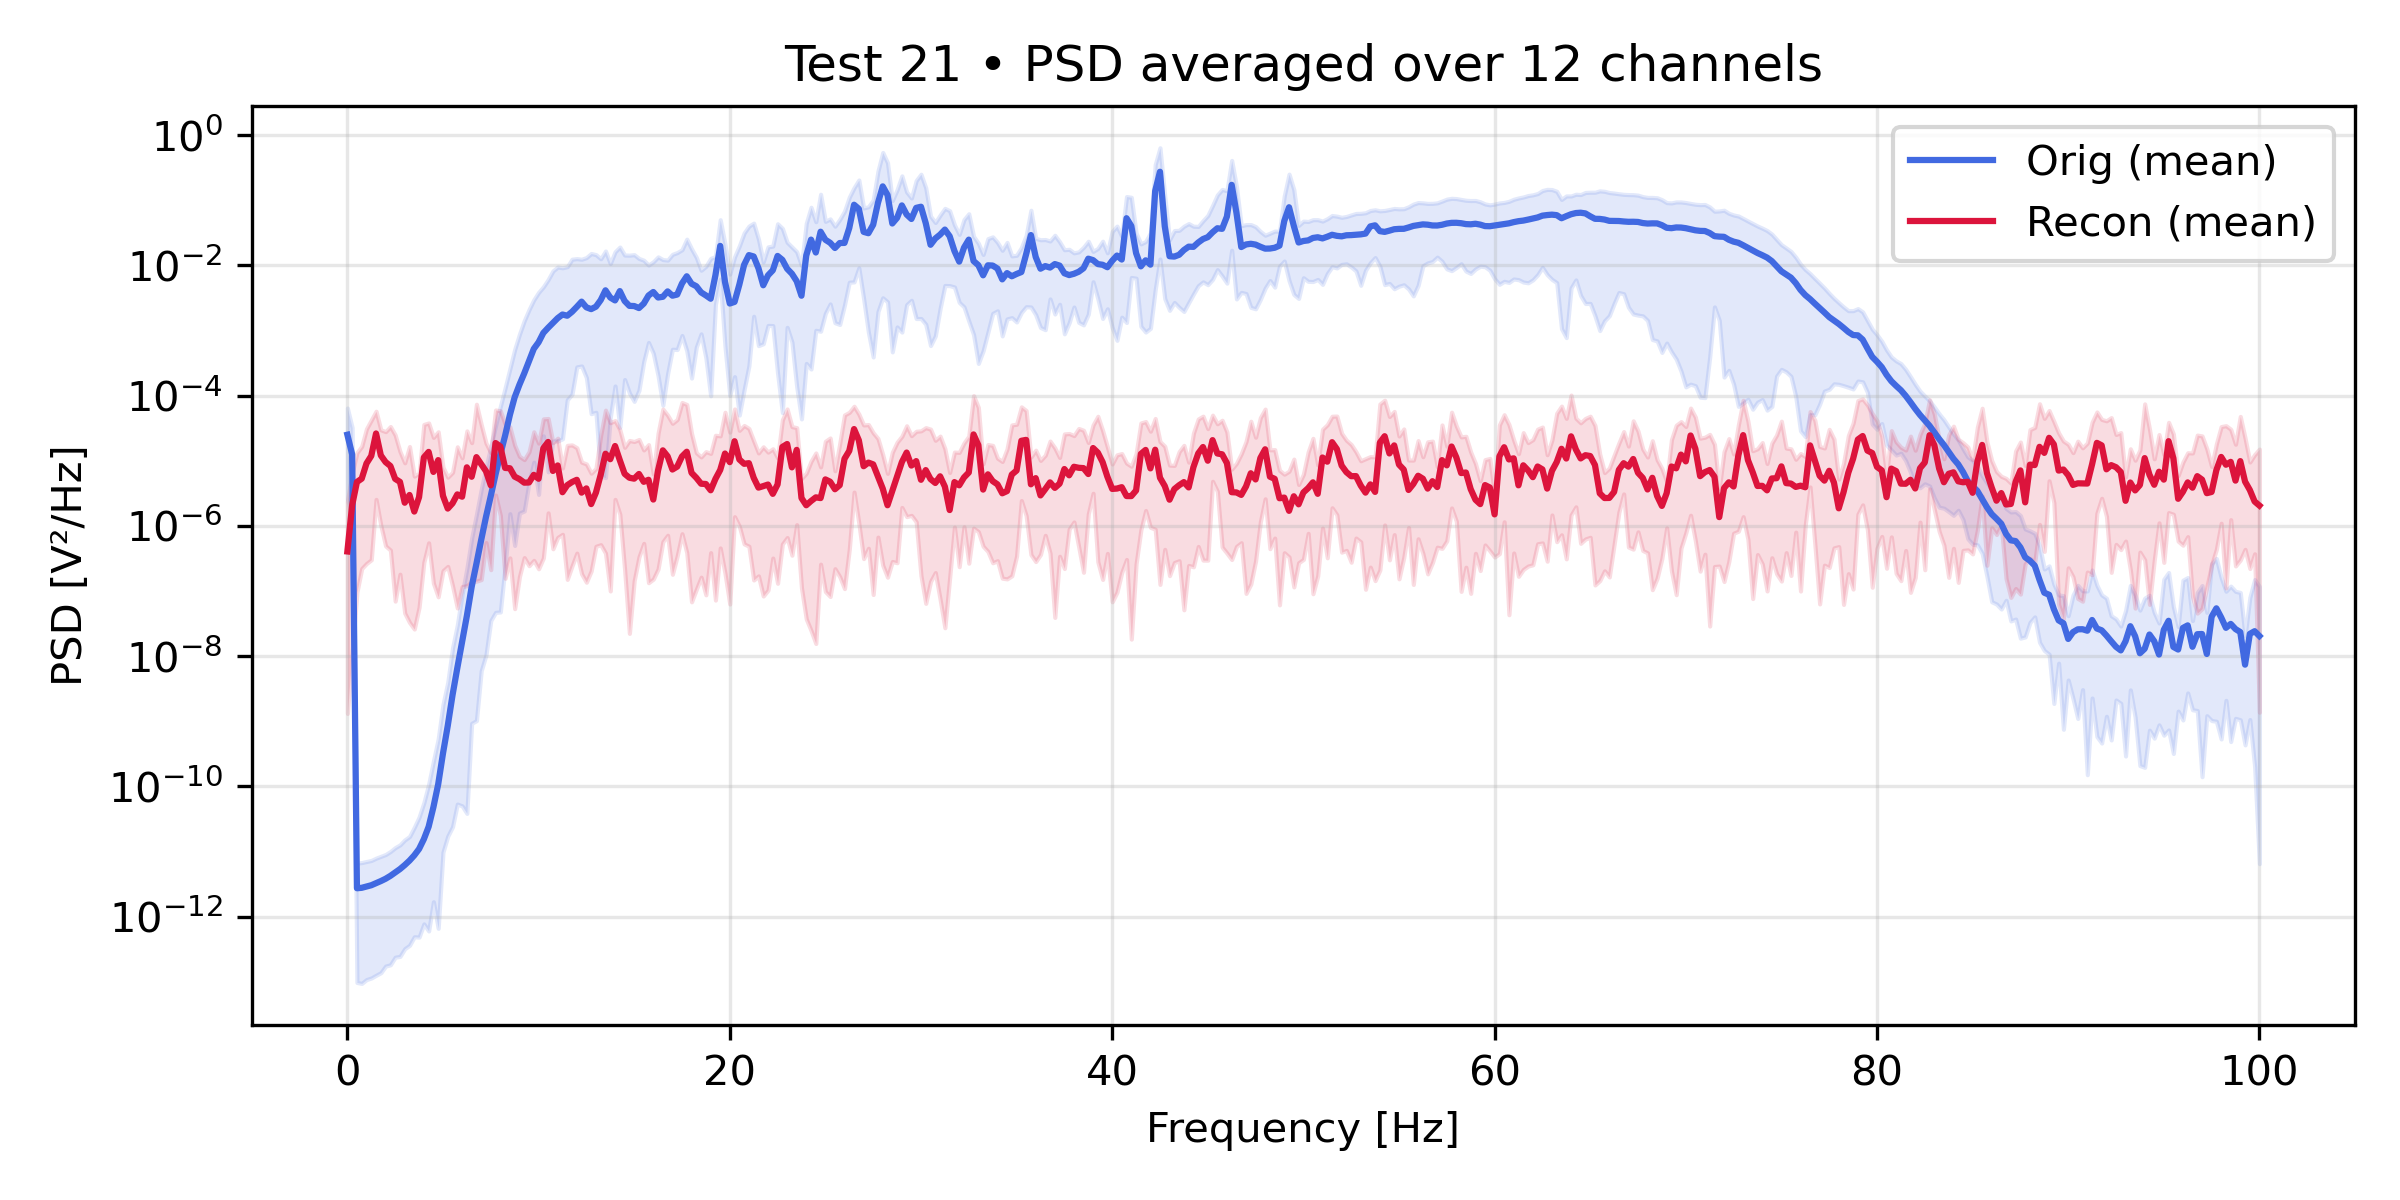 Test 21 • PSD averaged over 12 channels
Orig (mean)
Recon (mean)
PSD [V²/Hz]
10⁰
10⁻²
10⁻⁴
10⁻⁶
10⁻⁸
10⁻¹⁰
10⁻¹²
0 20 40 60 80 100
Frequency [Hz]